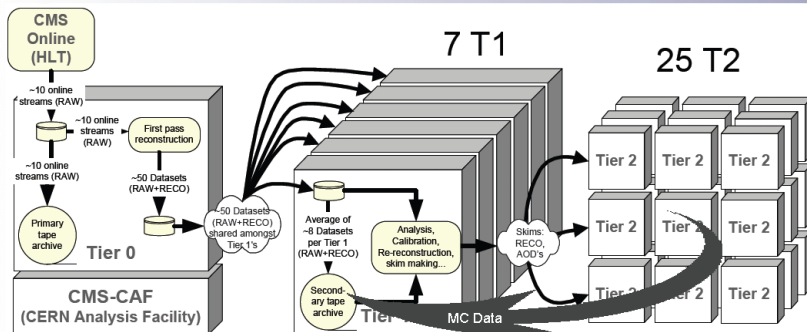 CMS
Online
(HLT)
~10 online
streams (RAW)
~10 online
streams
(RAW)
First pass
reconstruction
~10 online
streams
(RAW)
~50 Datasets
(RAW+RECO)
Primary
tape
archive
Tier 0
CMS-CAF
(CERN Analysis Facility)
~50 Datasets
(RAW+RECO)
shared amongst
Tier 1's
7 T1
Average of
~8 Datasets
per Tier 1
(RAW+RECO)
Analysis,
Calibration,
Re-reconstruction,
skim making...
Second-
ary tape
archive
Skims:
RECO,
AOD's
25 T2
Tier 2
Tier 2
Tier 2
Tier 2
Tier 2
Tier 2
Tier 2
Tier 2
Tier 2
MC Data